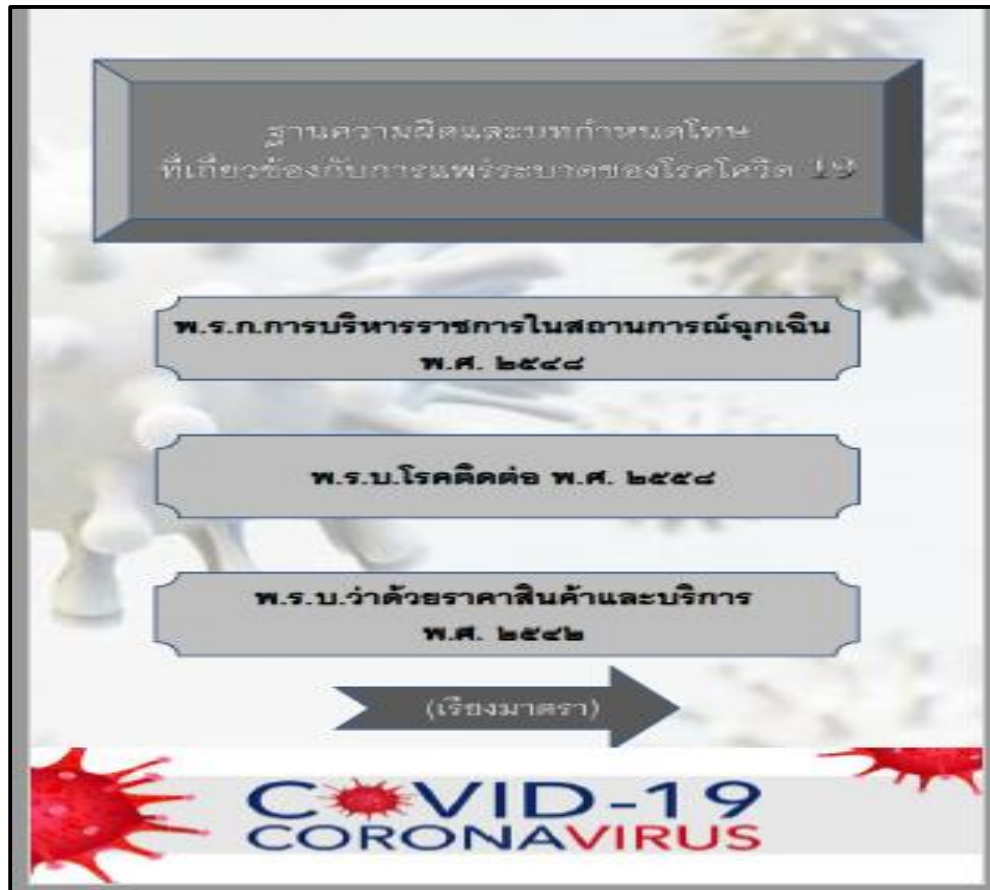 ฐานความผิดและบทกำหนดโทษ
ที่เกี่ยวข้องกับการแพร่ระบาดของโรคโควิด 19
พ.ร.ก.การบริหารราชการในสถานการณ์ฉุกเฉิน
พ.ศ. ๒๕๔๘
พ.ร.บ.โรคติดต่อ พ.ศ. ๒๕๕๘
พ.ร.บ.ว่าด้วยราคาสินค้าและบริการ
พ.ศ. ๒๕๔๒
(เรียงมาตรา)
COVID-19
CORONAVIRUS